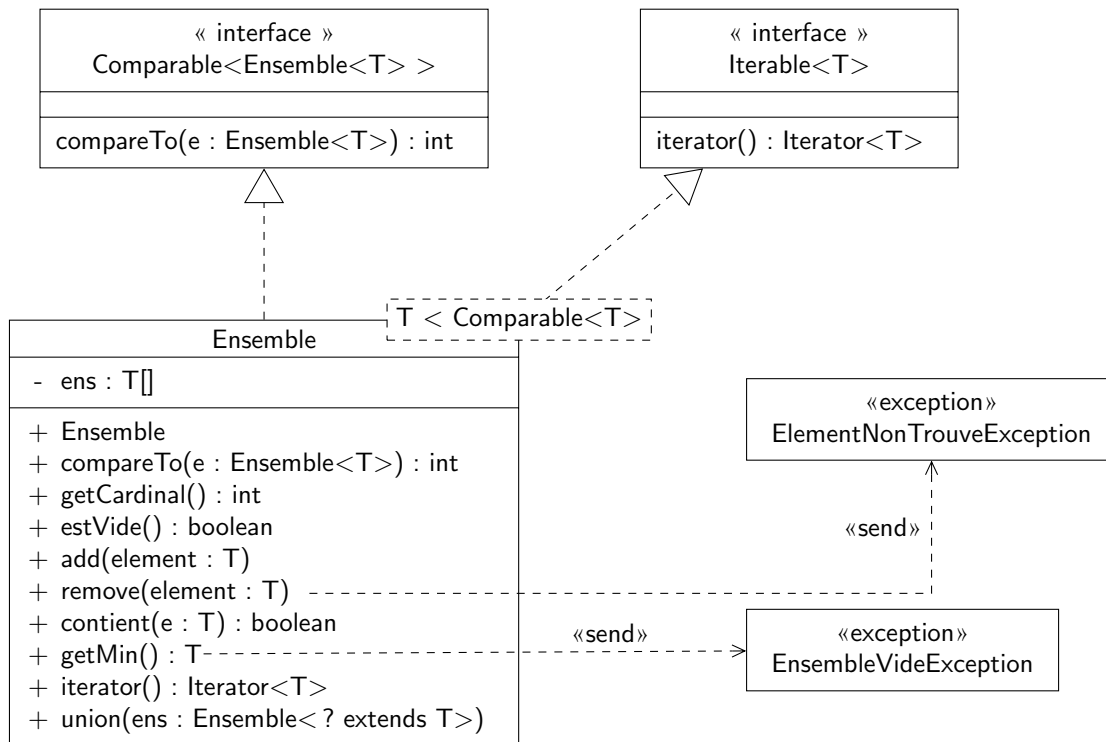 « interface »
Comparable<Ensemble<T> >
compareTo(e : Ensemble<T>) : int
« interface »
Iterable<T>
iterator() : Iterator<T>
T < Comparable<T>
Ensemble
- ens : T[]
+ Ensemble
+ compareTo(e : Ensemble<T>) : int
+ getCardinal() : int
+ estVide() : boolean
+ add(element : T)
+ remove(element : T)
+ contient(e : T) : boolean
+ getMin() : T
+ iterator() : Iterator<T>
+ union(ens : Ensemble< ? extends T>)
«exception»
ElementNonTrouveException
«send»
«send»
«exception»
EnsembleVideException